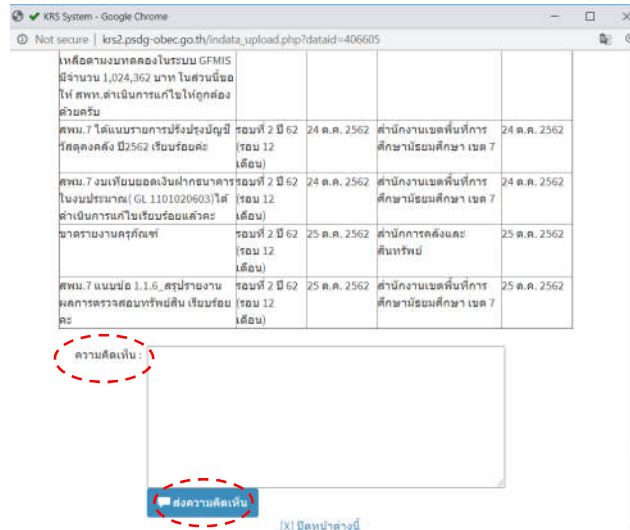 KRS System - Google Chrome
Not secure | krs2.psdg-obec.go.th/indata_upload.php?dataid=406605
เหลือตามงบทดลองในระบบ GFMIS
มีจำนวน 1,024,362 บาท ในส่วนนี้ขอ
ให้ สพท.ดำเนินการแก้ไขให้ถูกต้อง
ด้วยครับ
สพม.7 ได้แนบรายการปรับปรุงบัญชี รอบที่ 2 ปี 62 24 ต.ค. 2562 สำนักงานเขตพื้นที่การ 24 ต.ค. 2562
วัสดุคงคลัง ปี2562 เรียบร้อยค่ะ (รอบ 12 ศึกษามัธยมศึกษา เขต 7
เดือน)
สพม.7 งบเทียบยอดเงินฝากธนาคาร รอบที่ 2 ปี 62 24 ต.ค. 2562 สำนักงานเขตพื้นที่การ 24 ต.ค. 2562
ในงบประมาณ( GL 1101020603)ได้ (รอบ 12 ศึกษามัธยมศึกษา เขต 7
ดำเนินการแก้ไขเรียบร้อยแล้วคะ เดือน)
ขาดรายงานครุภัณฑ์ รอบที่ 2 ปี 62 25 ต.ค. 2562 สำนักการคลังและ 25 ต.ค. 2562
(รอบ 12 สินทรัพย์
เดือน)
สพม.7 แนบข้อ 1.1.6_สรุปรายงาน รอบที่ 2 ปี 62 25 ต.ค. 2562 สำนักงานเขตพื้นที่การ 25 ต.ค. 2562
ผลการตรวจสอบทรัพย์สิน เรียบร้อย (รอบ 12 ศึกษามัธยมศึกษา เขต 7
คะ เดือน)
ความคิดเห็น :
ส่งความคิดเห็น
[X] ปิดหน้าต่างนี้